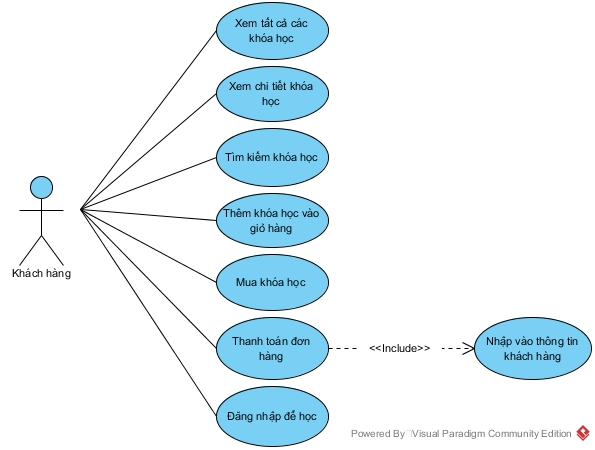 Xem tất cả các
khóa học
Xem chi tiết khóa
học
Tìm kiếm khóa học
Thêm khóa học vào
giỏ hàng
Khách hàng
Mua khóa học
Thanh toán đơn
hàng
<<Include>>
Nhập vào thông tin
khách hàng
Đăng nhập để học
Powered By Visual Paradigm Community Edition